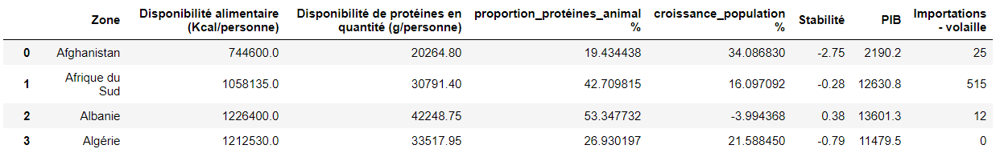 Zone Disponibilité alimentaire (Kcal/personne) Disponibilité de protéines en quantité (g/personne) proportion_protéines_animal % croissance_population % Stabilité PIB Importations - volaille
0 Afghanistan 744600.0 20264.80 19.434438 34.086830 -2.75 2190.2 25
1 Afrique du Sud 1058135.0 30791.40 42.709815 16.097092 -0.28 12630.8 515
2 Albanie 1226400.0 42248.75 53.347732 -3.994368 0.38 13601.3 12
3 Algérie 1212530.0 33517.95 26.930197 21.588450 -0.79 11479.5 0